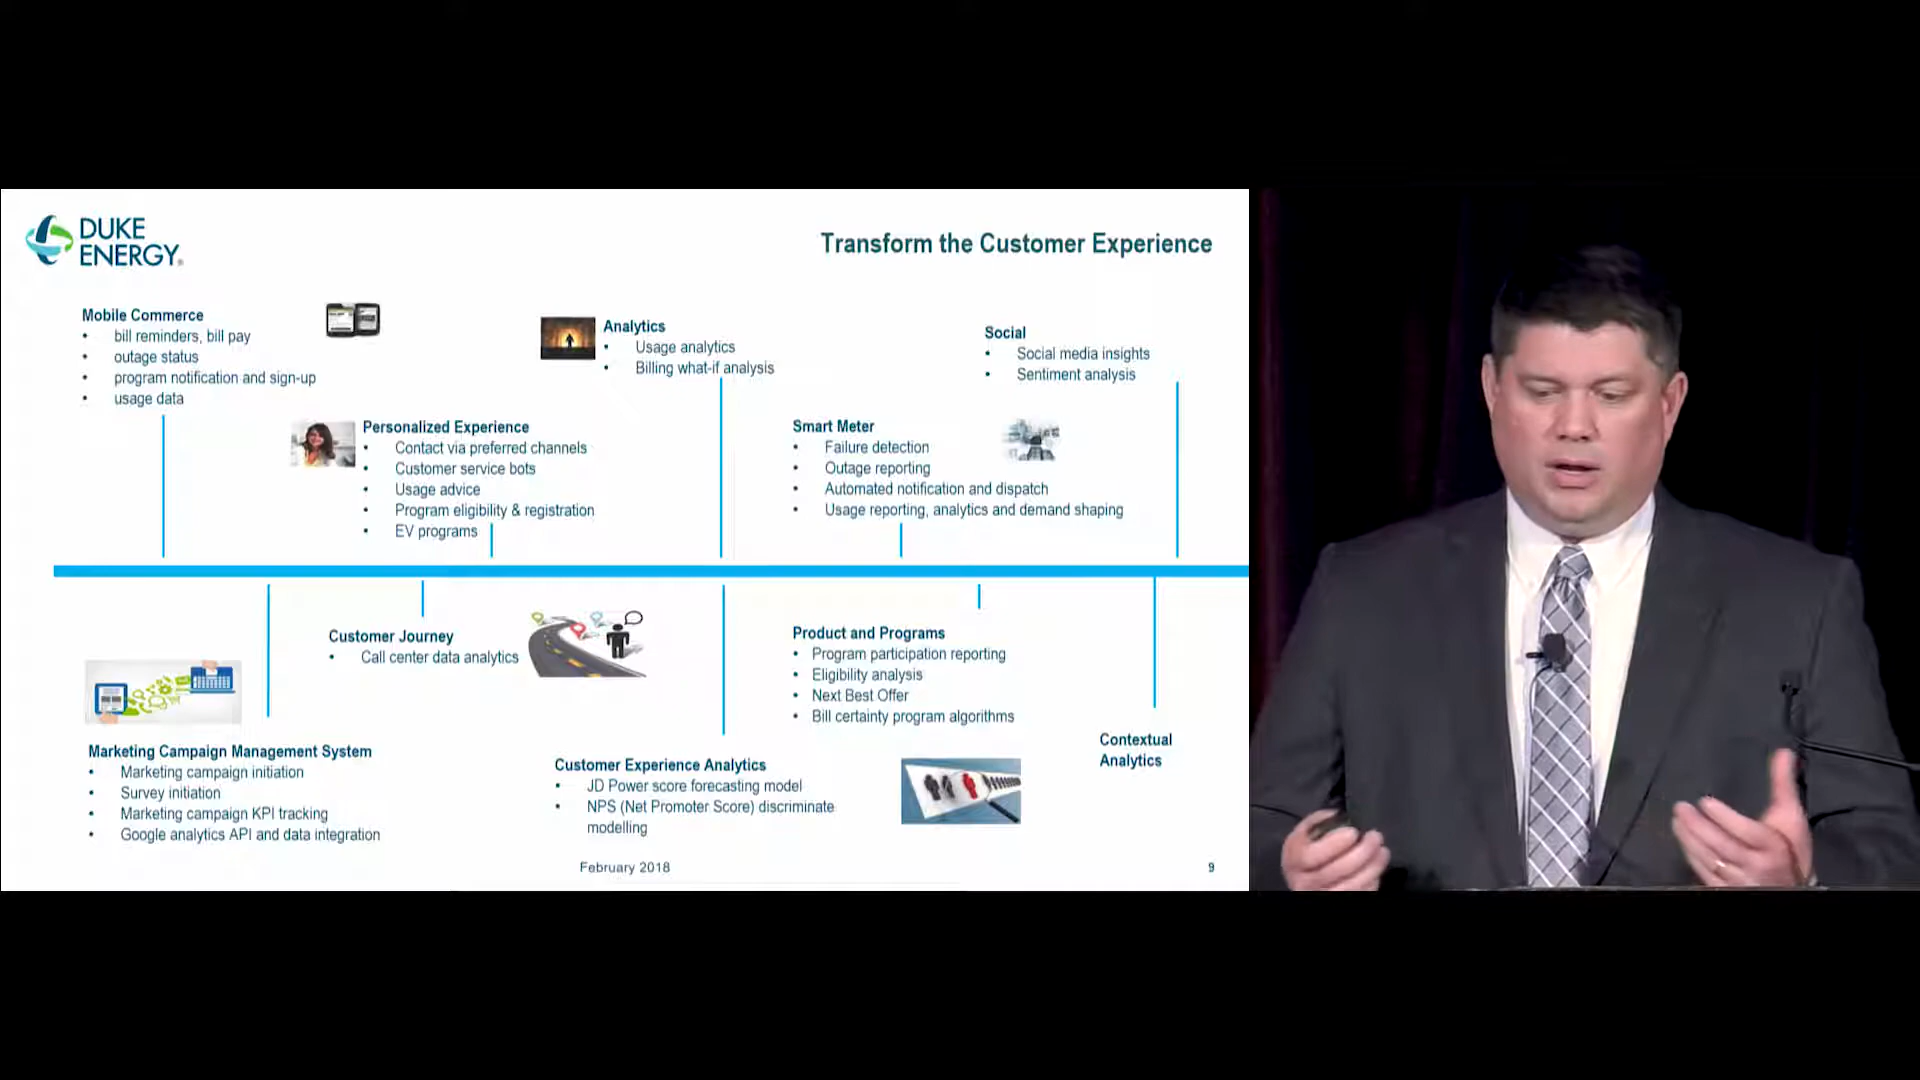 DUKE
ENERGY®
Transform the Customer Experience
Mobile Commerce
• bill reminders, bill pay
• outage status
• program notification and sign-up
• usage data
Analytics
• Usage analytics
• Billing what-if analysis
Social
• Social media insights
• Sentiment analysis
Personalized Experience
• Contact via preferred channels
• Customer service bots
• Usage advice
• Program eligibility & registration
• EV programs
Smart Meter
• Failure detection
• Outage reporting
• Automated notification and dispatch
• Usage reporting, analytics and demand shaping
Customer Journey
• Call center data analytics
Product and Programs
• Program participation reporting
• Eligibility analysis
• Next Best Offer
• Bill certainty program algorithms
Contextual
Analytics
Marketing Campaign Management System
• Marketing campaign initiation
• Survey initiation
• Marketing campaign KPI tracking
• Google analytics API and data integration
Customer Experience Analytics
• JD Power score forecasting model
• NPS (Net Promoter Score) discriminate
modelling
February 2018
9